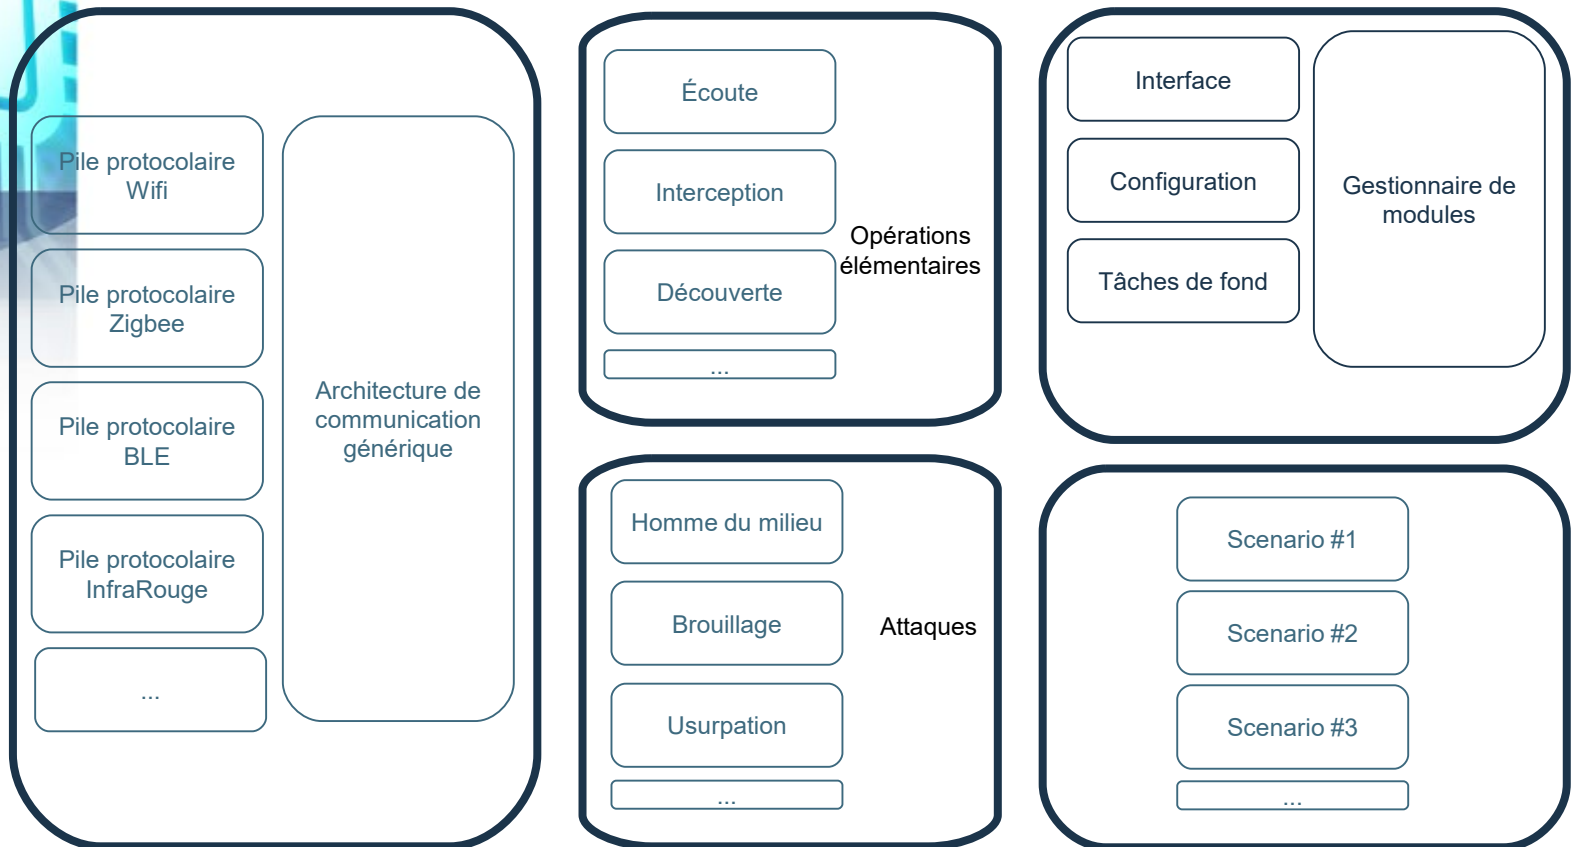 Pile protocolaire
Wifi
Pile protocolaire
Zigbee
Pile protocolaire
BLE
Pile protocolaire
InfraRouge
...
Architecture de
communication
générique
Écoute
Interception
Découverte
...
Opérations
élémentaires
Homme du milieu
Brouillage
Usurpation
...
Attaques
Interface
Configuration
Tâches de fond
Gestionnaire de
modules
Scenario #1
Scenario #2
Scenario #3
...